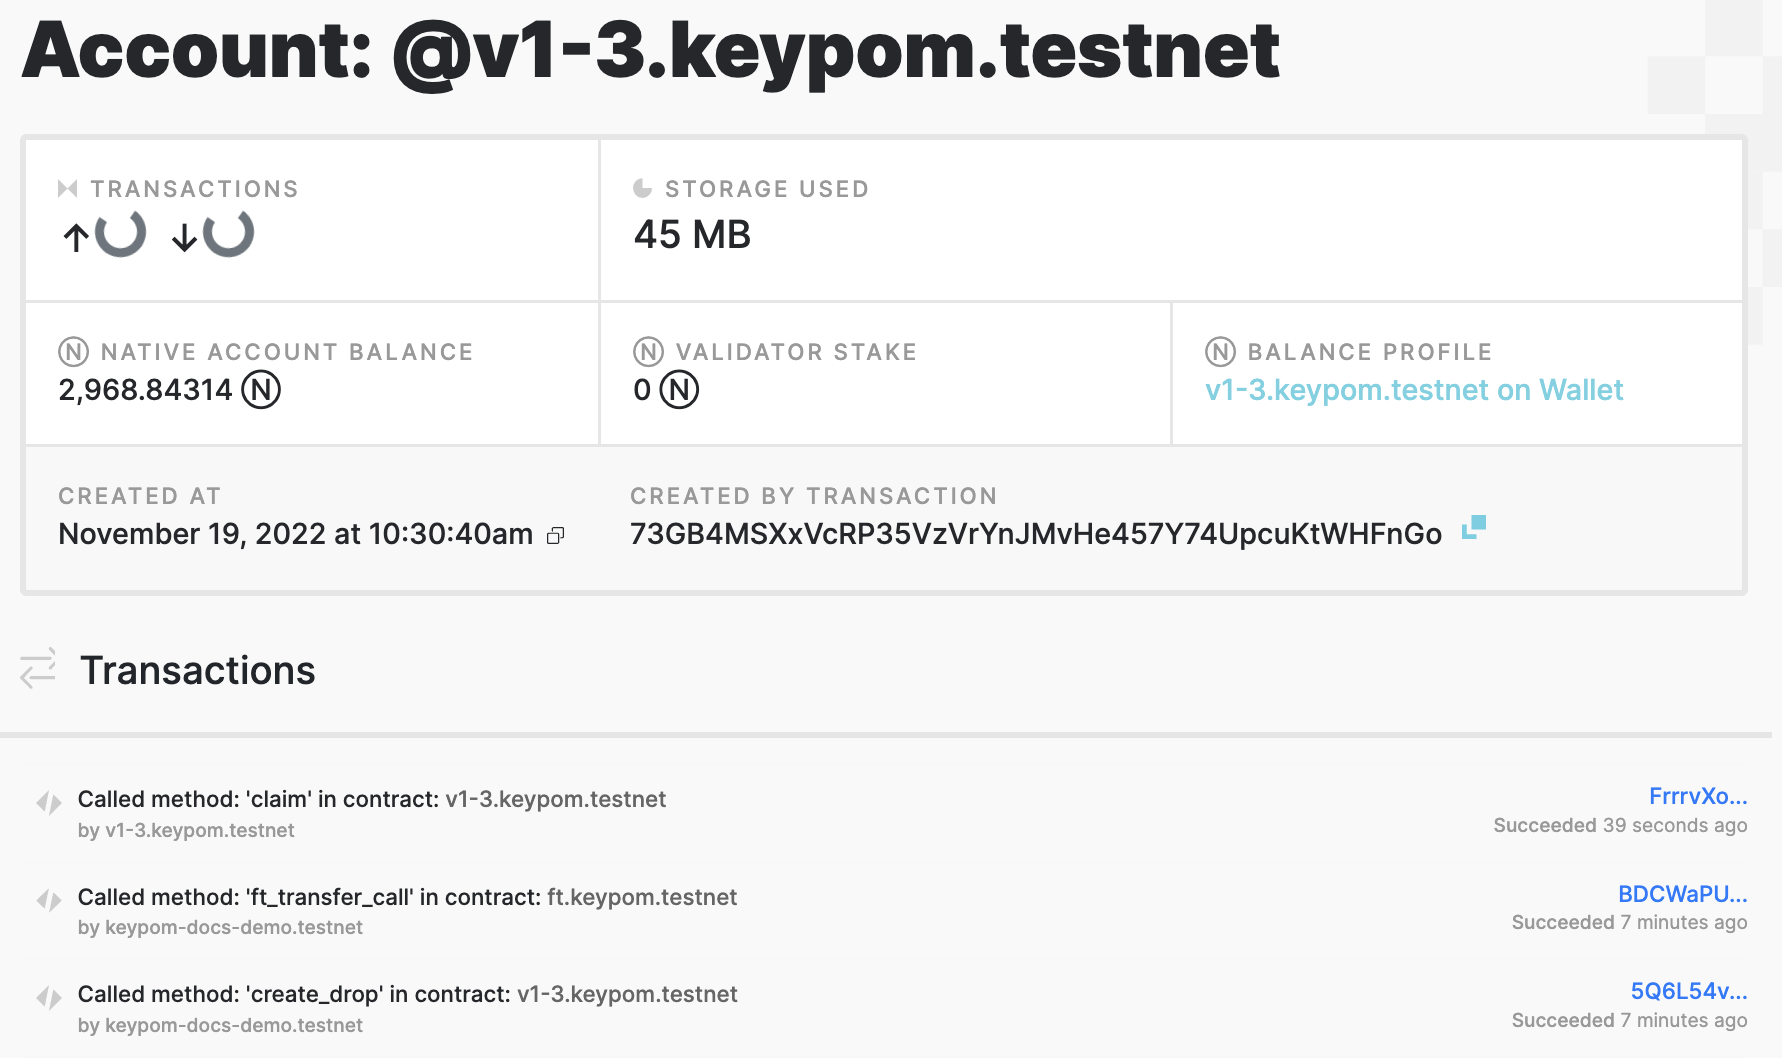 Account: @v1-3.keypom.testnet
TRANSACTIONS
↑ ↓
STORAGE USED
45 MB
NATIVE ACCOUNT BALANCE
2,968.84314 N
VALIDATOR STAKE
0 N
BALANCE PROFILE
v1-3.keypom.testnet on Wallet
CREATED AT
November 19, 2022 at 10:30:40am
CREATED BY TRANSACTION
73GB4MSXxVcRP35VzVrYnJMvHe457Y74UpcuKtWHFnGo
Transactions
Called method: 'claim' in contract: v1-3.keypom.testnet
by v1-3.keypom.testnet
FrrrvXo...
Succeeded 39 seconds ago
Called method: 'ft_transfer_call' in contract: ft.keypom.testnet
by keypom-docs-demo.testnet
BDCWaPU...
Succeeded 7 minutes ago
Called method: 'create_drop' in contract: v1-3.keypom.testnet
by keypom-docs-demo.testnet
5Q6L54v...
Succeeded 7 minutes ago